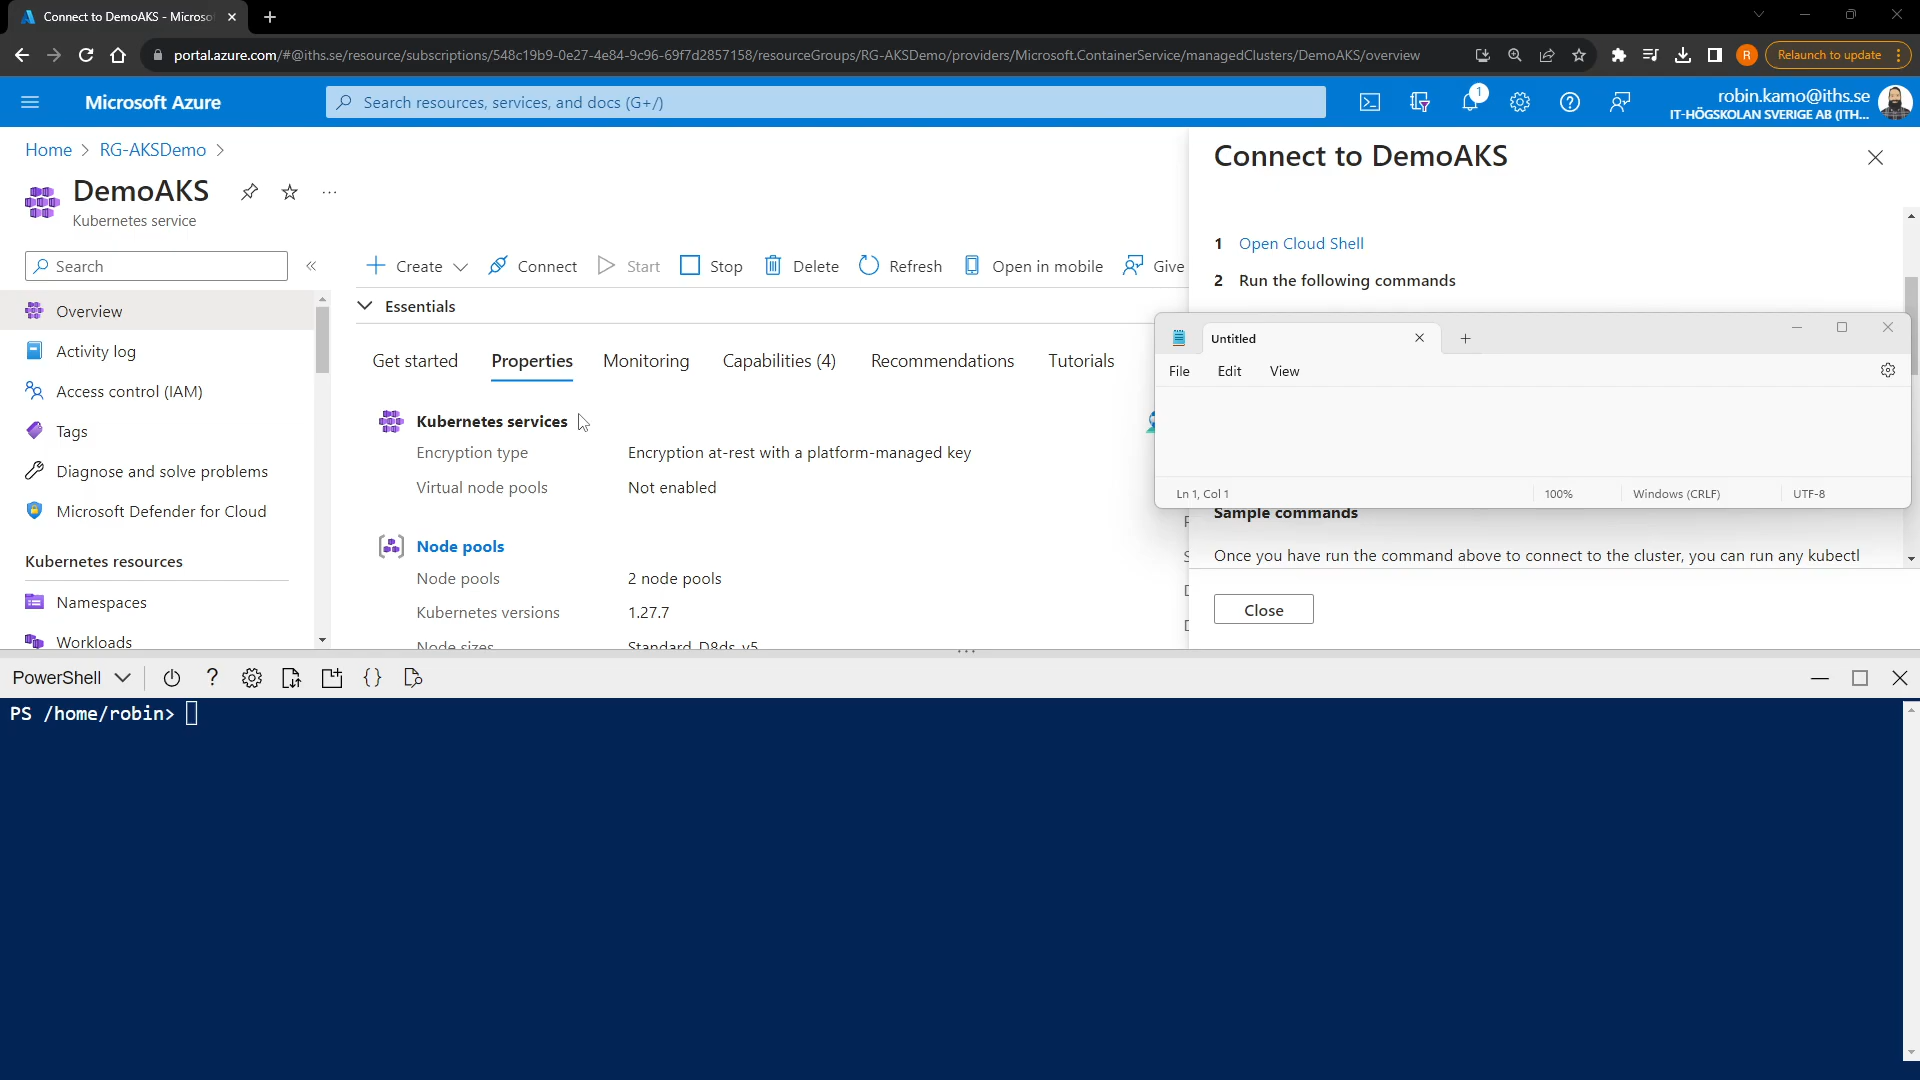 Connect to DemoAKS - Microso
portal.azure.com/#@iths.se/resource/subscriptions/548c19b9-0e27-4e84-9c96-69f7d2857158/resourceGroups/RG-AKSDemo/providers/Microsoft.ContainerService/managedClusters/DemoAKS/overview
R
Relaunch to update
Microsoft Azure
Search resources, services, and docs (G+/)
1
robin.kamo@iths.se
IT-HÖGSKOLAN SVERIGE AB (ITH...
Home > RG-AKSDemo >
DemoAKS
Kubernetes service
Search
Overview
Activity log
Access control (IAM)
Tags
Diagnose and solve problems
Microsoft Defender for Cloud
Kubernetes resources
Namespaces
Workloads
Create
Connect
Start
Stop
Delete
Refresh
Open in mobile
Give
Essentials
Get started
Properties
Monitoring
Capabilities (4)
Recommendations
Tutorials
Kubernetes services
Encryption type Encryption at-rest with a platform-managed key
Virtual node pools Not enabled
Node pools
Node pools 2 node pools
Kubernetes versions 1.27.7
Node sizes Standard_D8ds_v5
Connect to DemoAKS
1 Open Cloud Shell
2 Run the following commands
Untitled
File Edit View
Ln 1, Col 1 100% Windows (CRLF) UTF-8
Sample commands
Once you have run the command above to connect to the cluster, you can run any kubectl
Close
PowerShell
PS /home/robin>